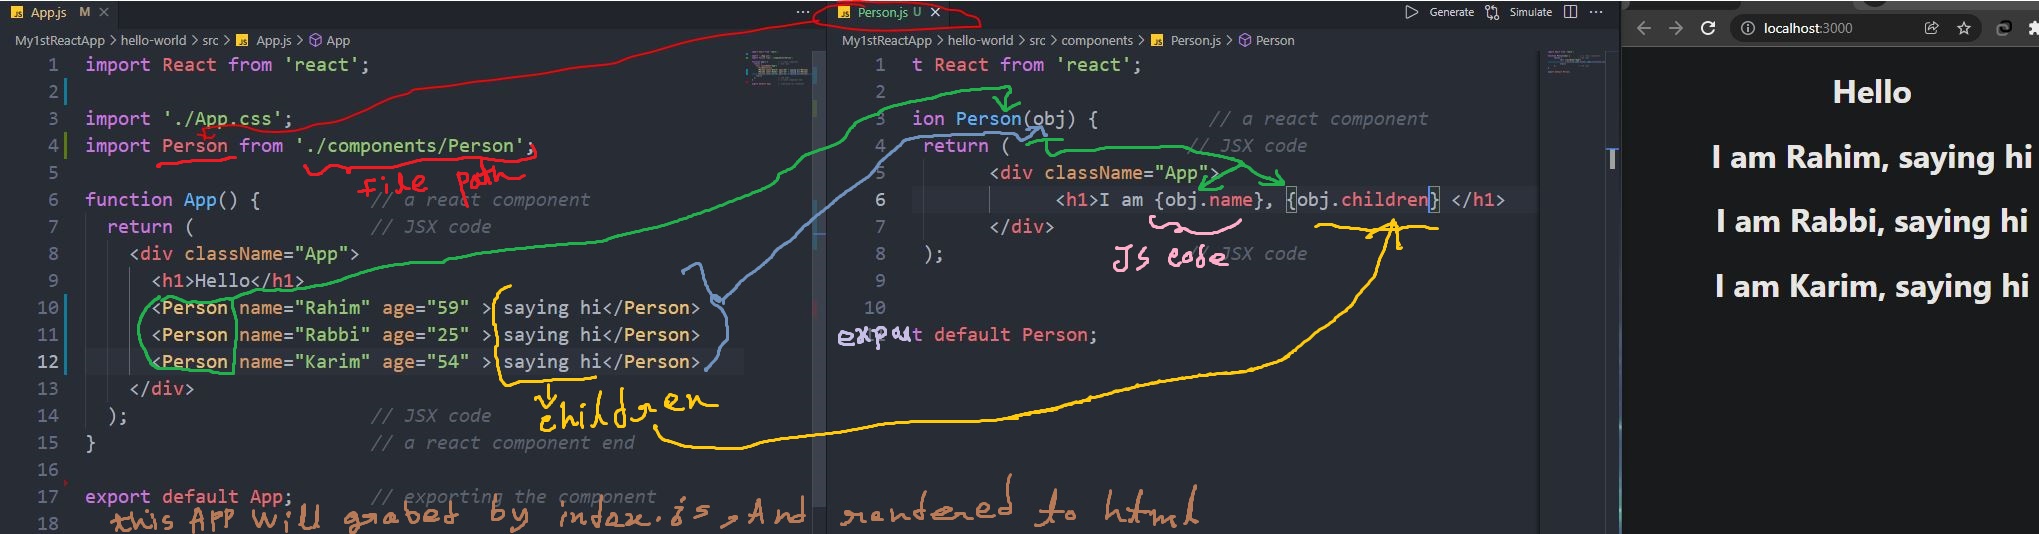 App.js M
My1stReactApp > hello-world > src > App.js > App
1 import React from 'react';
2
3 import './App.css';
4 import Person from './components/Person';
file path
5
6 function App() { // a react component
7 return ( // JSX code
8 <div className="App">
9 <h1>Hello</h1>
10 <Person name="Rahim" age="59" > saying hi</Person>
11 <Person name="Rabbi" age="25" > saying hi</Person>
12 <Person name="Karim" age="54" > saying hi</Person>
13 </div>
children
14 ); // JSX code
15 } // a react component end
16
17 export default App; // exporting the component
18
this APP will grabed by index.js, And rendered to html
Person.js U
Generate Simulate
My1stReactApp > hello-world > src > components > Person.js > Person
1 t React from 'react';
2
3 ion Person(obj) { // a react component
4 return ( // JSX code
5 <div className="App">
6 <h1>I am {obj.name}, {obj.children} </h1>
7 </div>
JS code
8 ); // JSX code
9
10
export default Person;
localhost:3000
Hello
I am Rahim, saying hi
I am Rabbi, saying hi
I am Karim, saying hi